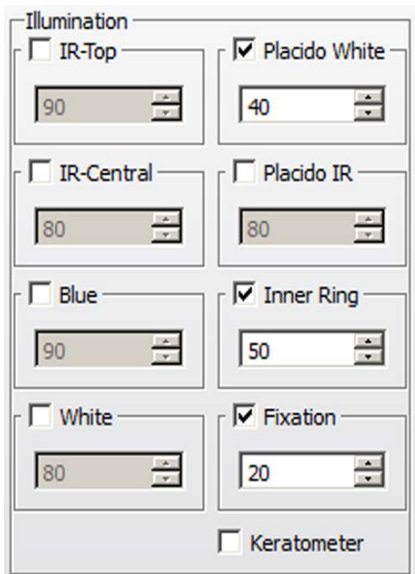 Illumination
IR-Top
Placido White
90
40
IR-Central
Placido IR
80
80
Blue
Inner Ring
90
50
White
Fixation
80
20
Keratometer